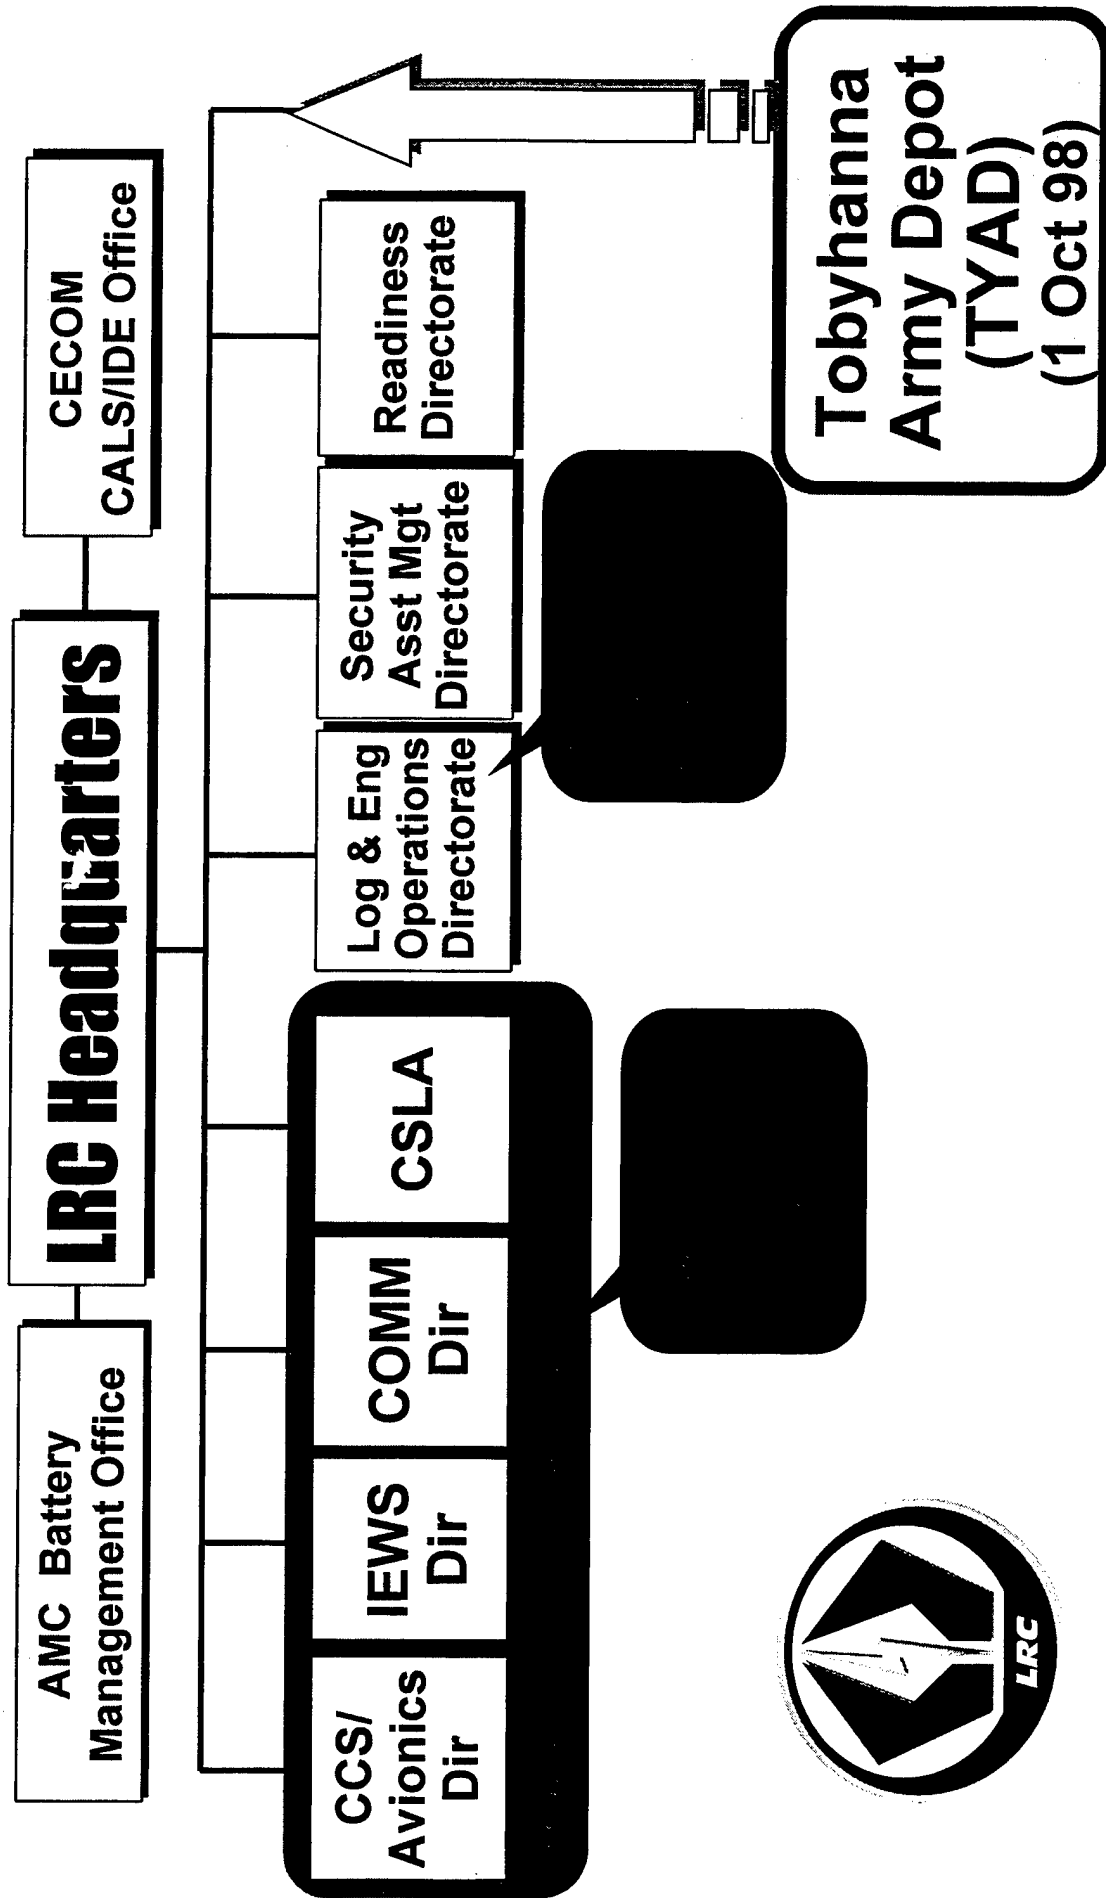 LRC Headquarters
AMC Battery
Management Office
CECOM
CALS/IDE Office
CCS/
Avionics
Dir
IEWS
Dir
COMM
Dir
CSLA
Log & Eng
Operations
Directorate
Security
Asst Mgt
Directorate
Readiness
Directorate
Tobyhanna
Army Depot
(TYAD)
(1 Oct 98)
LRC